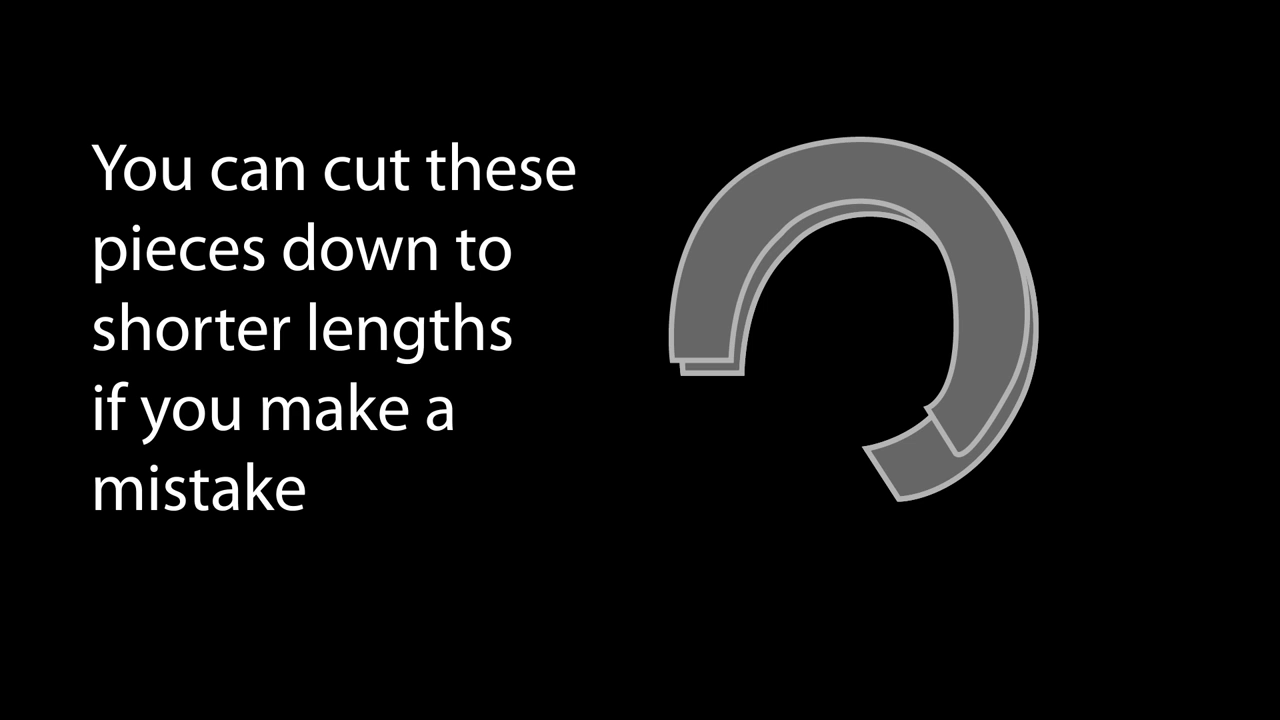 You can cut these
pieces down to
shorter lengths
if you make a
mistake